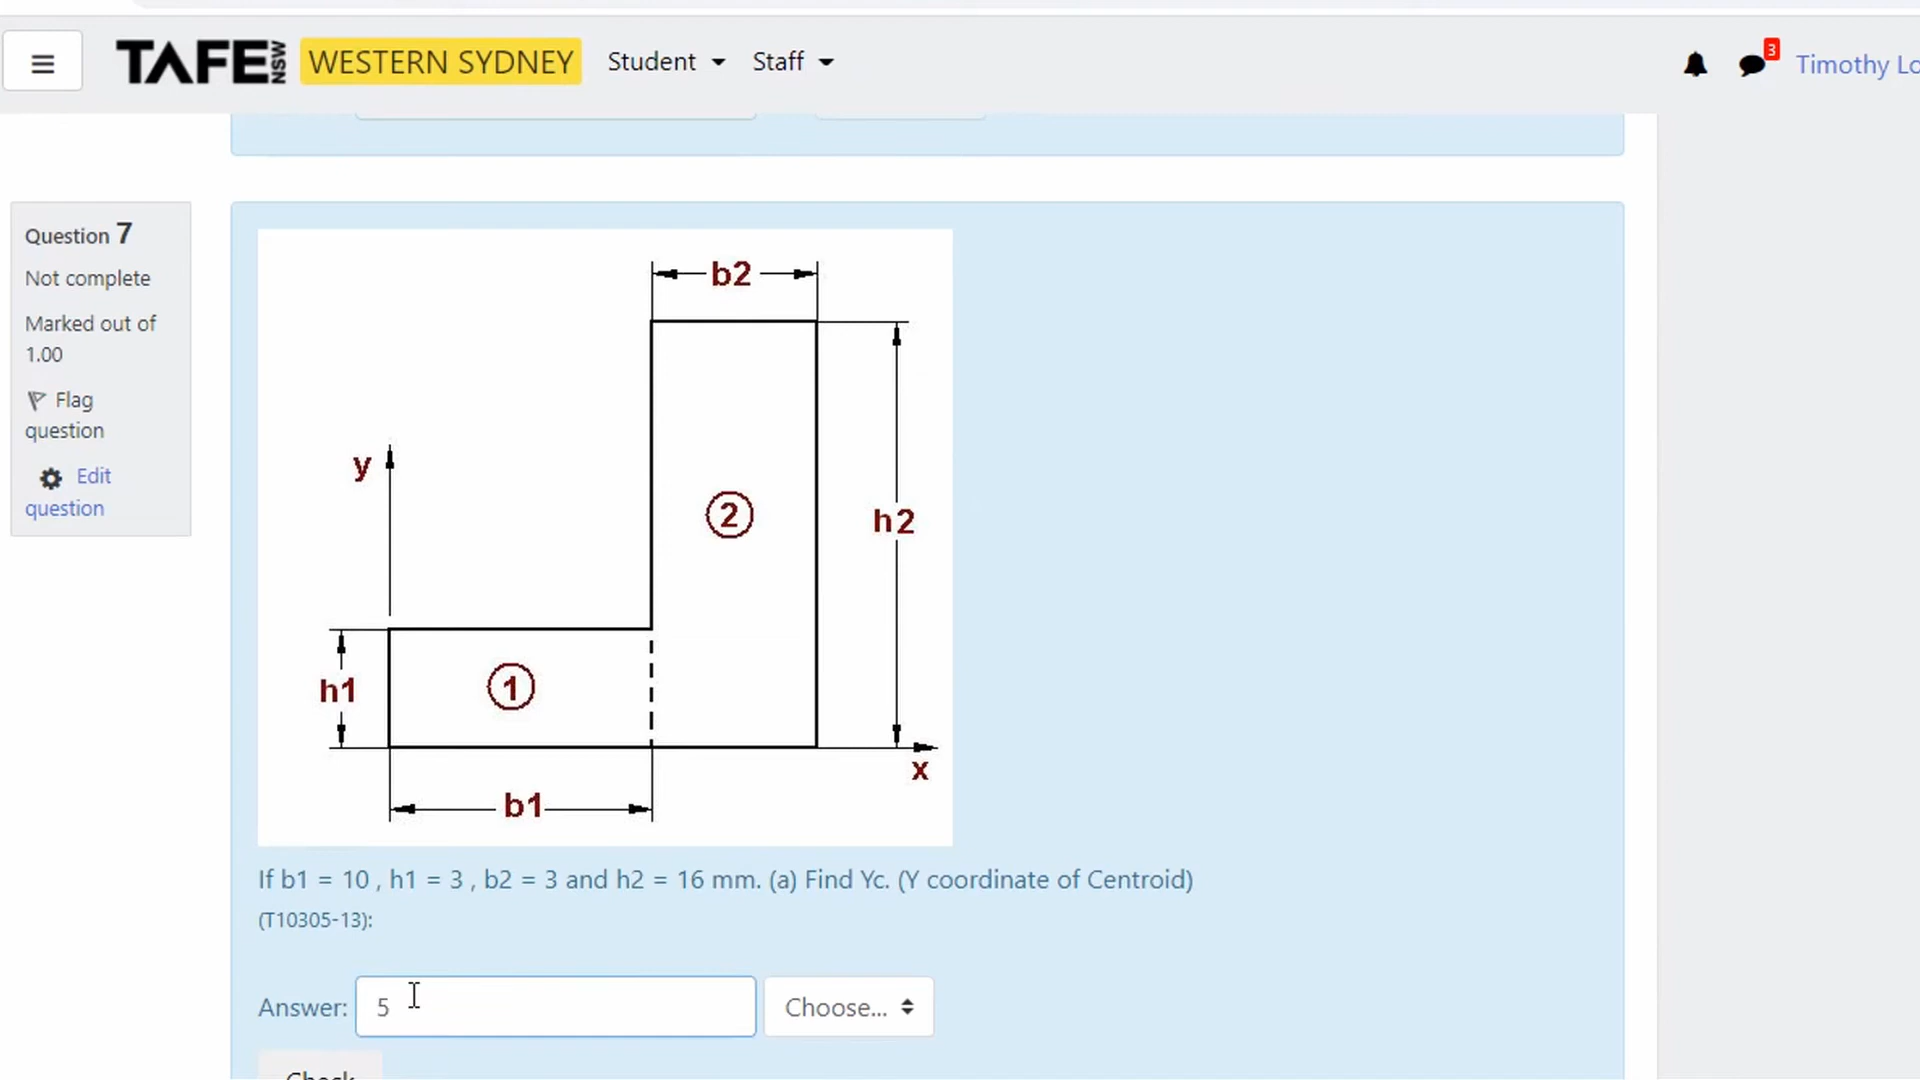 TAFE NSW WESTERN SYDNEY Student Staff 3 Timothy Lo
Question 7
Not complete
Marked out of
1.00
Flag
question
Edit
question
b2
y
2
h2
h1
1
x
b1
If b1 = 10 , h1 = 3 , b2 = 3 and h2 = 16 mm. (a) Find Yc. (Y coordinate of Centroid)
(T10305-13):
Answer: 5 Choose...
Check